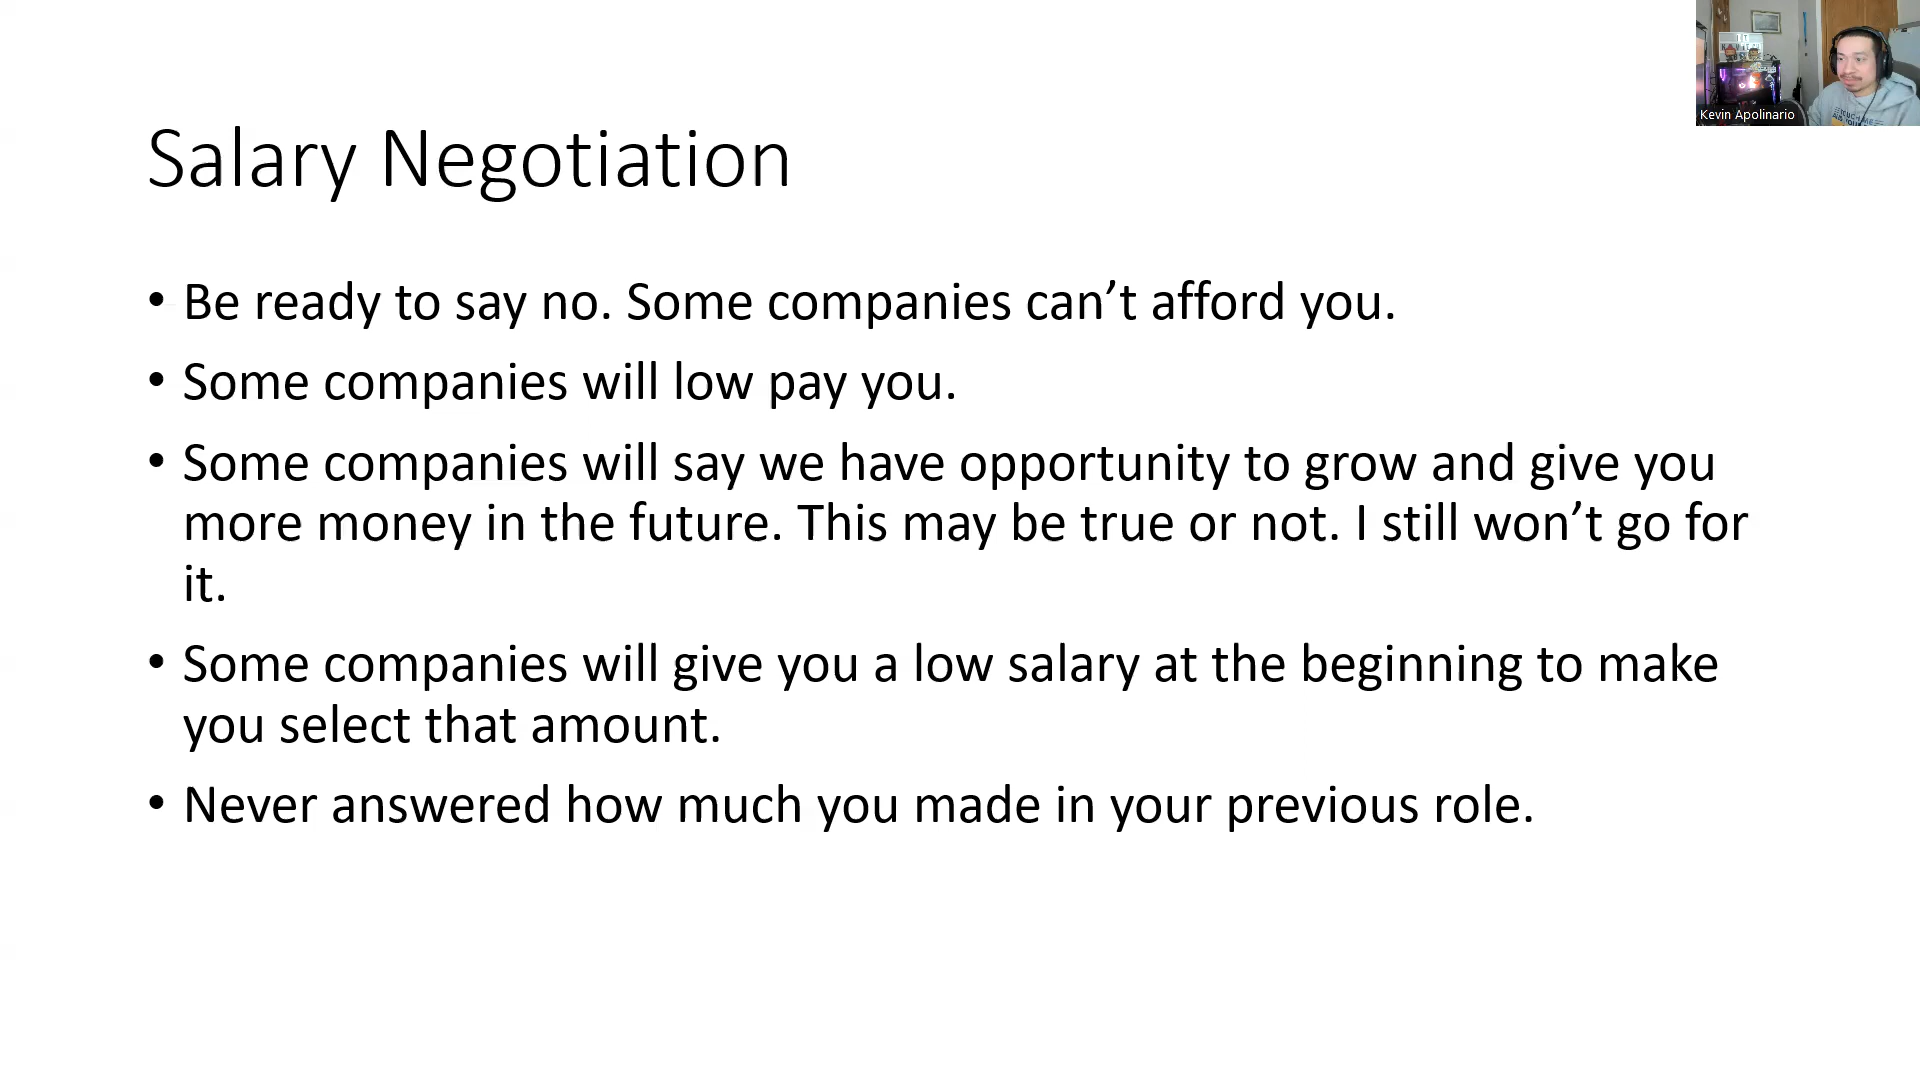 Kevin Apolinario
Salary Negotiation
• Be ready to say no. Some companies can’t afford you.
• Some companies will low pay you.
• Some companies will say we have opportunity to grow and give you
more money in the future. This may be true or not. I still won’t go for
it.
• Some companies will give you a low salary at the beginning to make
you select that amount.
• Never answered how much you made in your previous role.